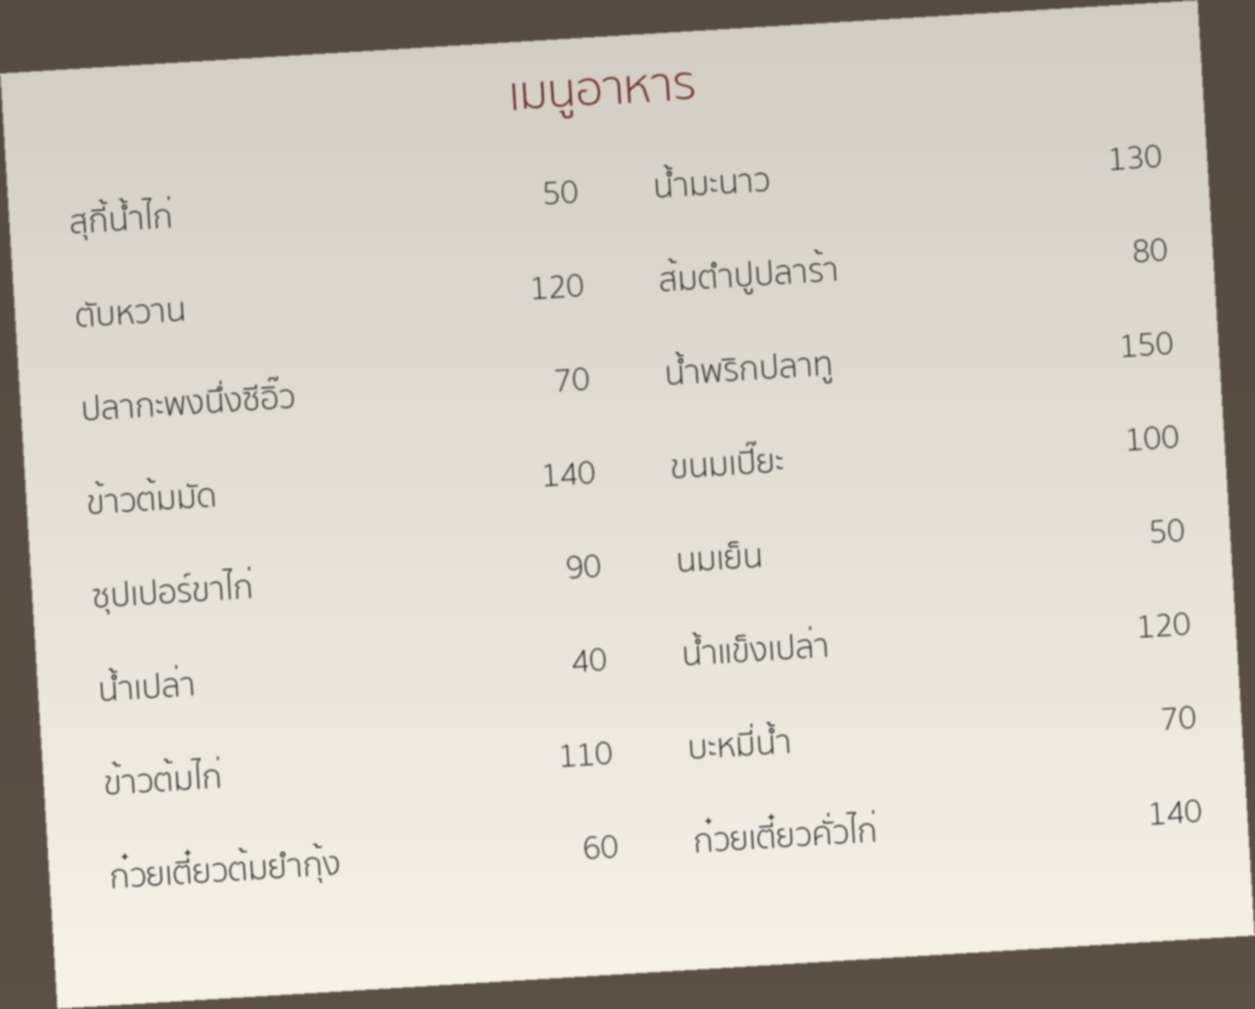 เมนูอาหาร
สุกี้น้ำไก่ 50
ตับหวาน 120
ปลากะพงนึ่งซีอิ๊ว 70
ข้าวต้มมัด 140
ซุปเปอร์ขาไก่ 90
น้ำเปล่า 40
ข้าวต้มไก่ 110
ก๋วยเตี๋ยวต้มยำกุ้ง 60
น้ำมะนาว 130
ส้มตำปูปลาร้า 80
น้ำพริกปลาทู 150
ขนมเปี๊ยะ 100
นมเย็น 50
น้ำแข็งเปล่า 120
บะหมี่น้ำ 70
ก๋วยเตี๋ยวคั่วไก่ 140